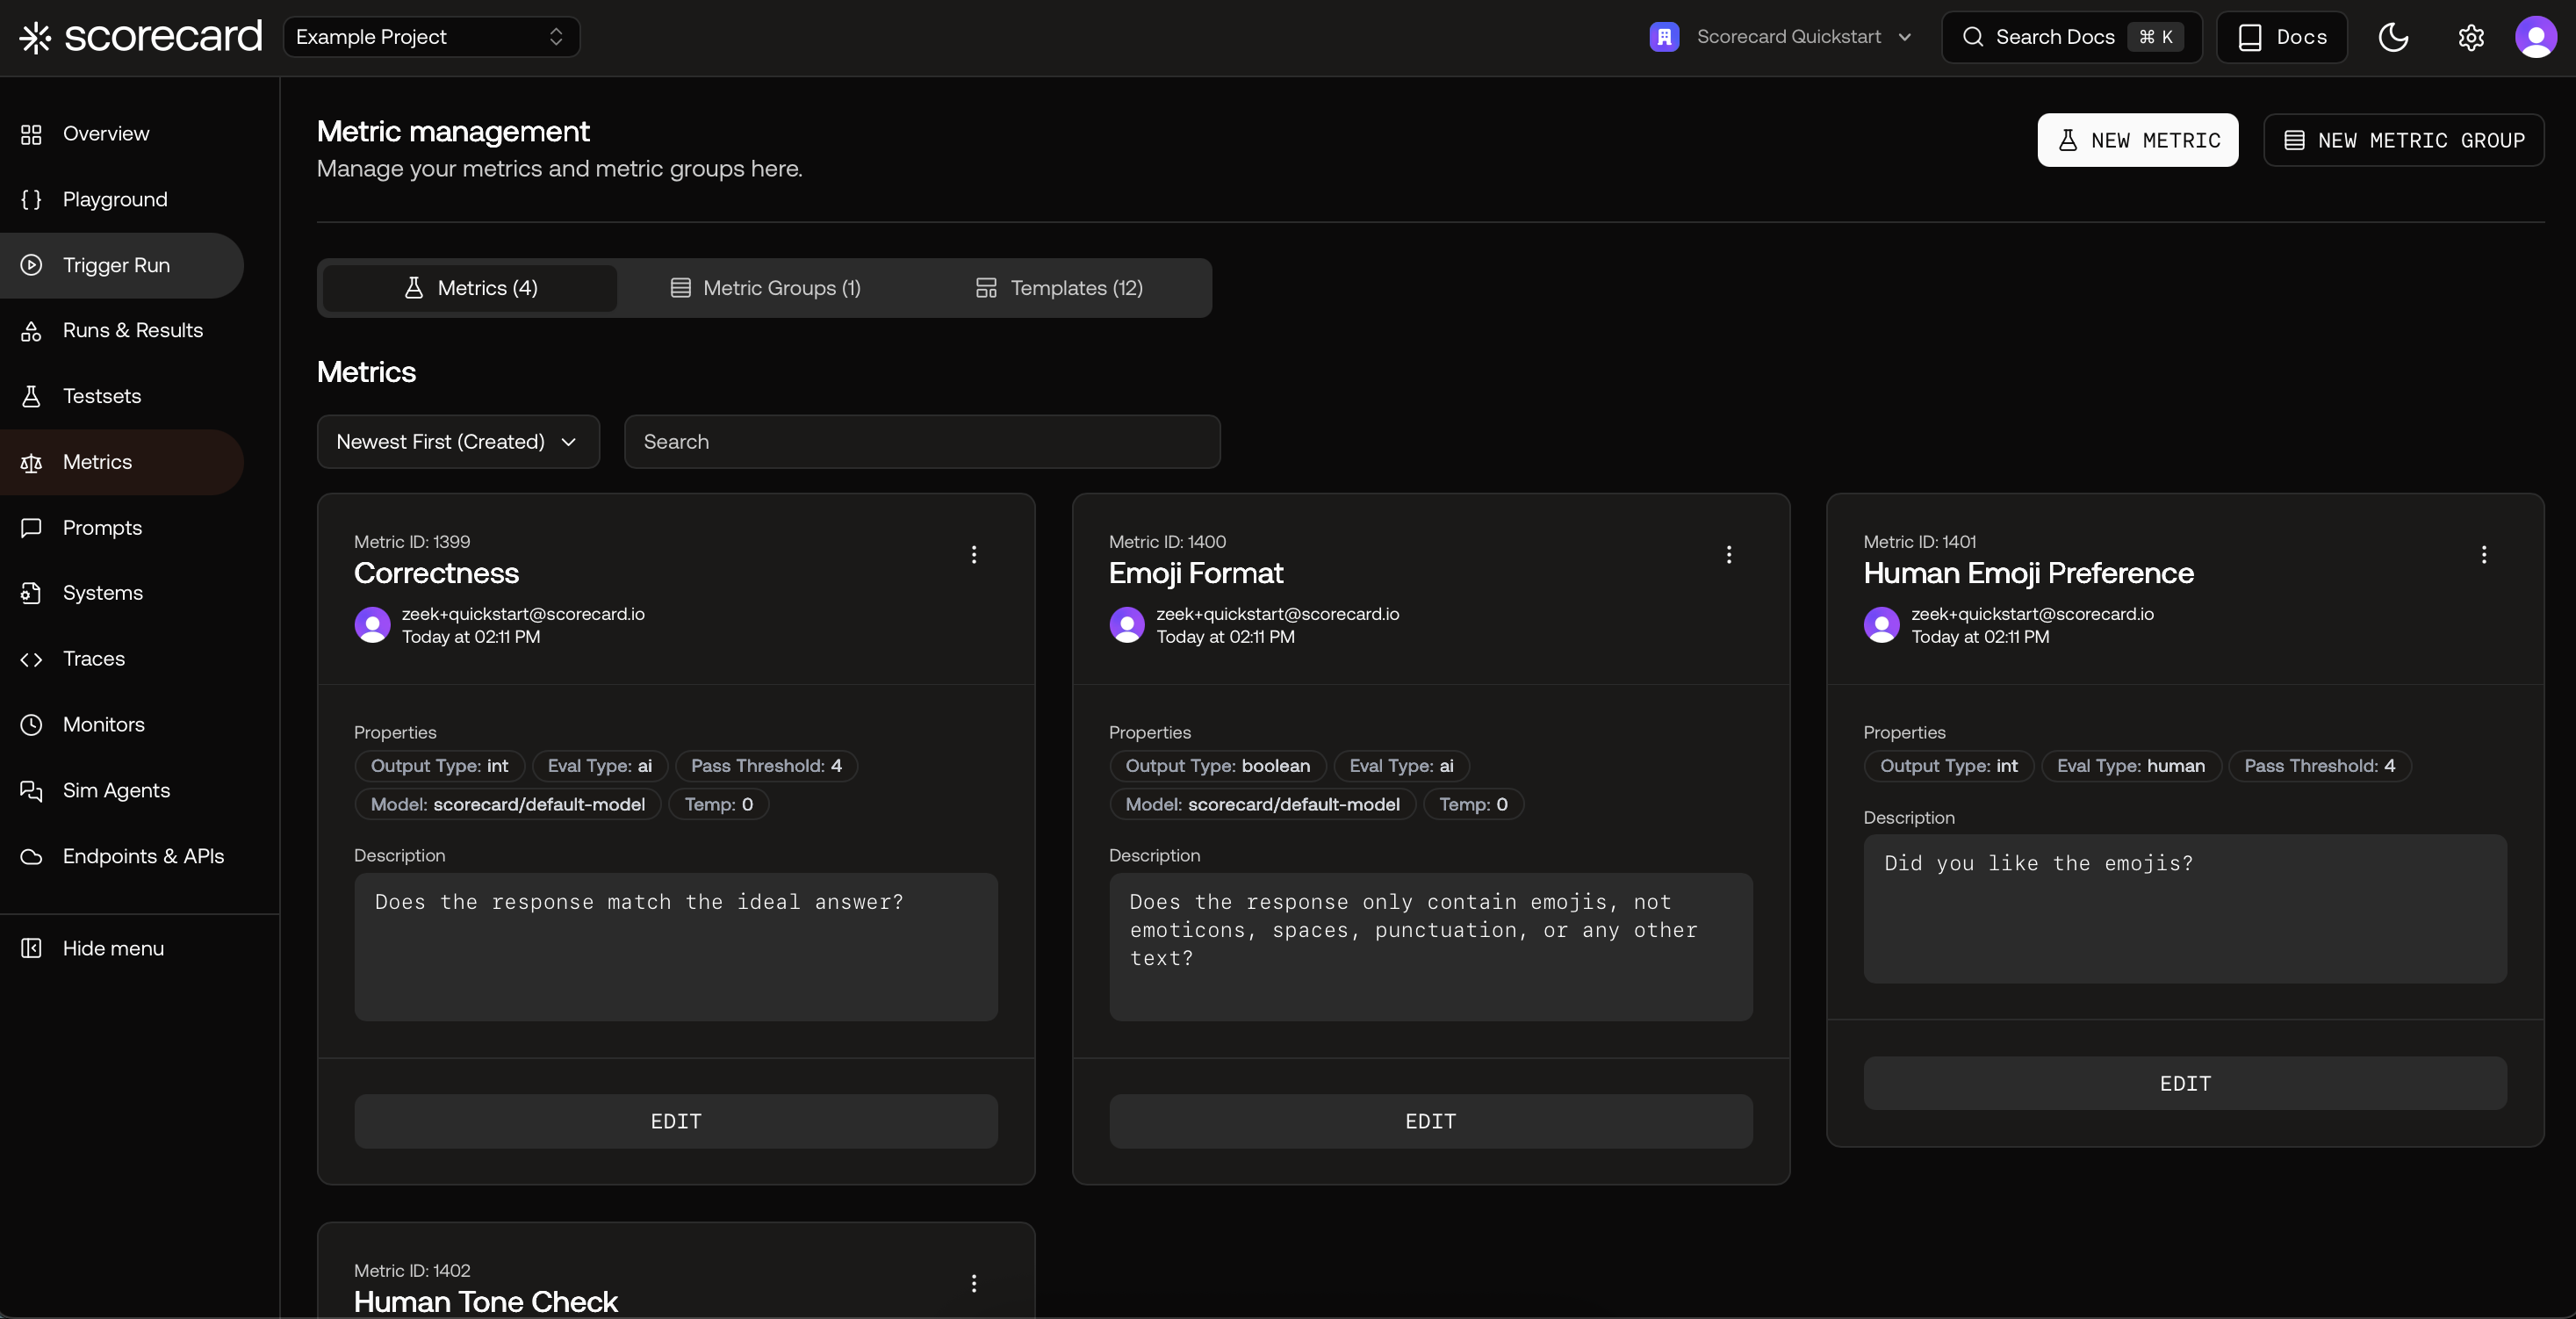 scorecard
Example Project
Scorecard Quickstart
Search Docs ⌘ K
Docs
Overview
Playground
Trigger Run
Runs & Results
Testsets
Metrics
Prompts
Systems
Traces
Monitors
Sim Agents
Endpoints & APIs
Hide menu
Metric management
Manage your metrics and metric groups here.
NEW METRIC
NEW METRIC GROUP
Metrics (4)
Metric Groups (1)
Templates (12)
Metrics
Newest First (Created)
Search
Metric ID: 1399
Correctness
zeek+quickstart@scorecard.io
Today at 02:11 PM
Properties
Output Type: int
Eval Type: ai
Pass Threshold: 4
Model: scorecard/default-model
Temp: 0
Description
Does the response match the ideal answer?
EDIT
Metric ID: 1400
Emoji Format
zeek+quickstart@scorecard.io
Today at 02:11 PM
Properties
Output Type: boolean
Eval Type: ai
Model: scorecard/default-model
Temp: 0
Description
Does the response only contain emojis, not
emoticons, spaces, punctuation, or any other
text?
EDIT
Metric ID: 1401
Human Emoji Preference
zeek+quickstart@scorecard.io
Today at 02:11 PM
Properties
Output Type: int
Eval Type: human
Pass Threshold: 4
Description
Did you like the emojis?
EDIT
Metric ID: 1402
Human Tone Check